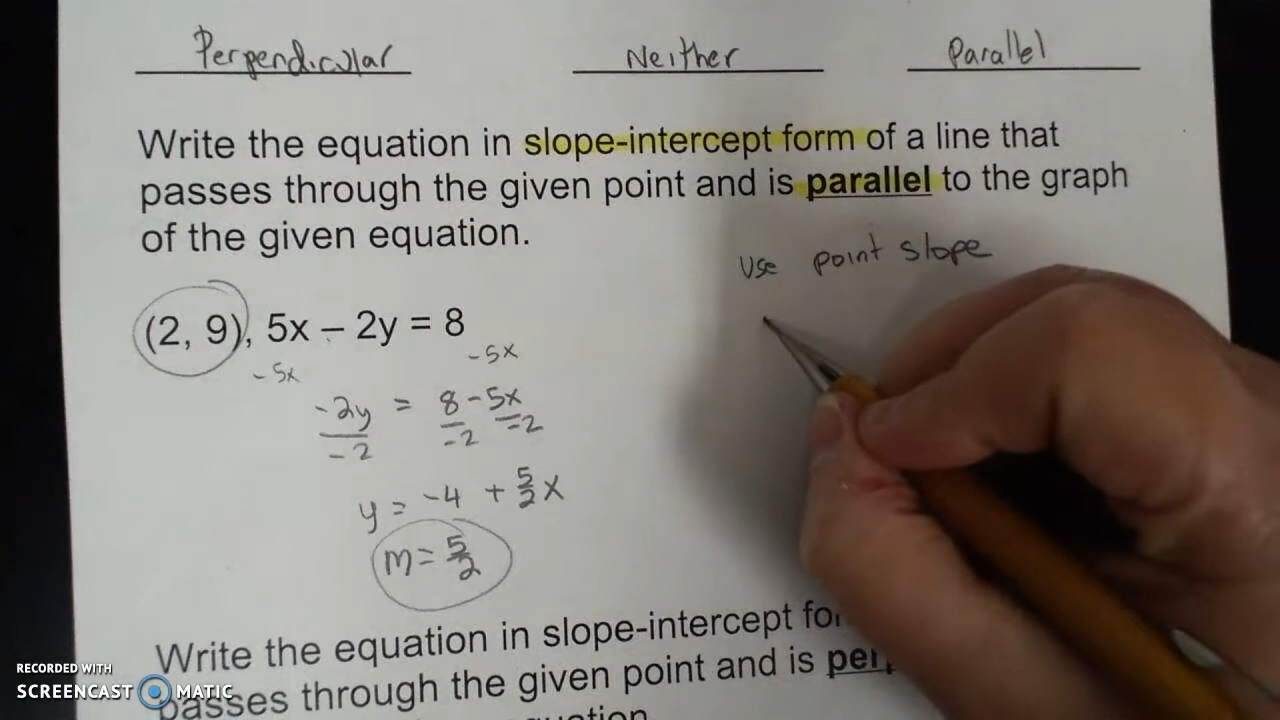 Perpendicular Neither Parallel
Write the equation in slope-intercept form of a line that
passes through the given point and is parallel to the graph
of the given equation.
Use point slope
(2, 9), 5x – 2y = 8
-5x -5x
-2y = 8 - 5x
-2 -2 -2
y = -4 + 5/2 x
m = 5/2
Write the equation in slope-intercept
passes through the given point and is
RECORDED WITH
SCREENCAST MATIC